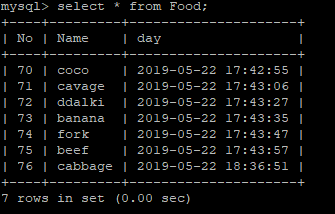 mysql> select * from Food;
+----+---------+---------------------+
| No | Name    | day                 |
+----+---------+---------------------+
| 70 | coco    | 2019-05-22 17:42:55 |
| 71 | cavage  | 2019-05-22 17:43:06 |
| 72 | ddalki  | 2019-05-22 17:43:27 |
| 73 | banana  | 2019-05-22 17:43:35 |
| 74 | fork    | 2019-05-22 17:43:47 |
| 75 | beef    | 2019-05-22 17:43:57 |
| 76 | cabbage | 2019-05-22 18:36:51 |
+----+---------+---------------------+
7 rows in set (0.00 sec)